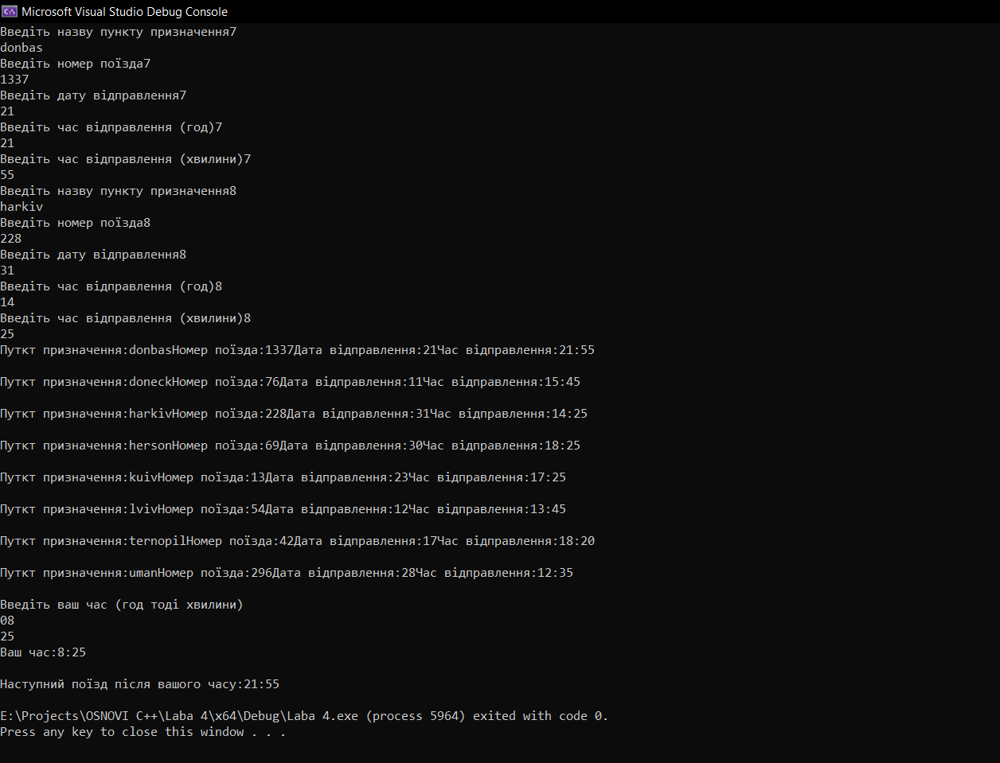 Microsoft Visual Studio Debug Console
Введіть назву пункту призначення7
donbas
Введіть номер поїзда7
1337
Введіть дату відправлення7
21
Введіть час відправлення (год)7
21
Введіть час відправлення (хвилини)7
55
Введіть назву пункту призначення8
harkiv
Введіть номер поїзда8
228
Введіть дату відправлення8
31
Введіть час відправлення (год)8
14
Введіть час відправлення (хвилини)8
25
Путкт призначення:donbasНомер поїзда:1337Дата відправлення:21Час відправлення:21:55
Путкт призначення:doneckНомер поїзда:76Дата відправлення:11Час відправлення:15:45
Путкт призначення:harkivНомер поїзда:228Дата відправлення:31Час відправлення:14:25
Путкт призначення:hersonНомер поїзда:69Дата відправлення:30Час відправлення:18:25
Путкт призначення:kuivНомер поїзда:13Дата відправлення:23Час відправлення:17:25
Путкт призначення:lvivНомер поїзда:54Дата відправлення:12Час відправлення:13:45
Путкт призначення:ternopilНомер поїзда:42Дата відправлення:17Час відправлення:18:20
Путкт призначення:umanНомер поїзда:296Дата відправлення:28Час відправлення:12:35
Введіть ваш час (год тоді хвилини)
08
25
Ваш час:8:25
Наступний поїзд після вашого часу:21:55
E:\Projects\OSNOVI C++\Laba 4\x64\Debug\Laba 4.exe (process 5964) exited with code 0.
Press any key to close this window . . .